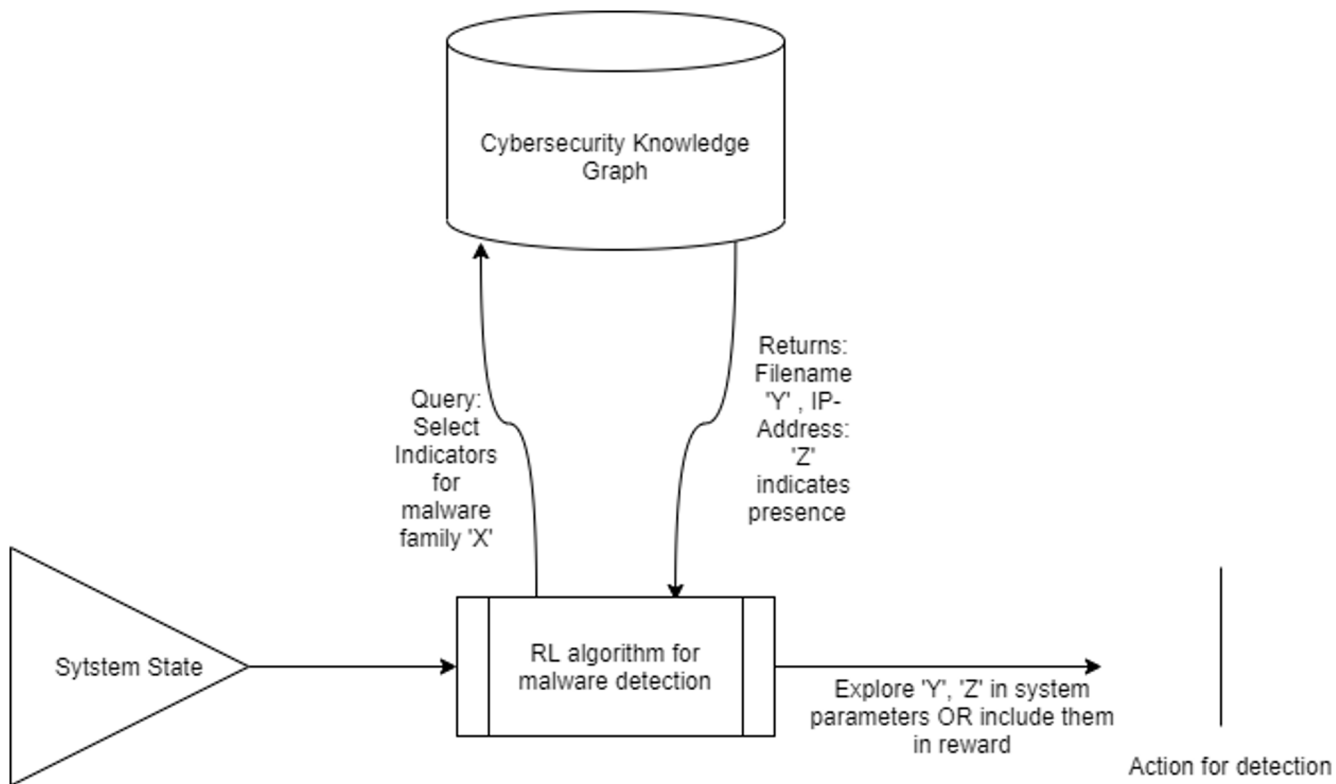 Cybersecurity Knowledge
Graph
Returns:
Filename
'Y' , IP-
Address:
'Z'
indicates
presence
Query:
Select
Indicators
for
malware
family 'X'
Sytstem State
RL algorithm for
malware detection
Explore 'Y', 'Z' in system
parameters OR include them
in reward
Action for detection